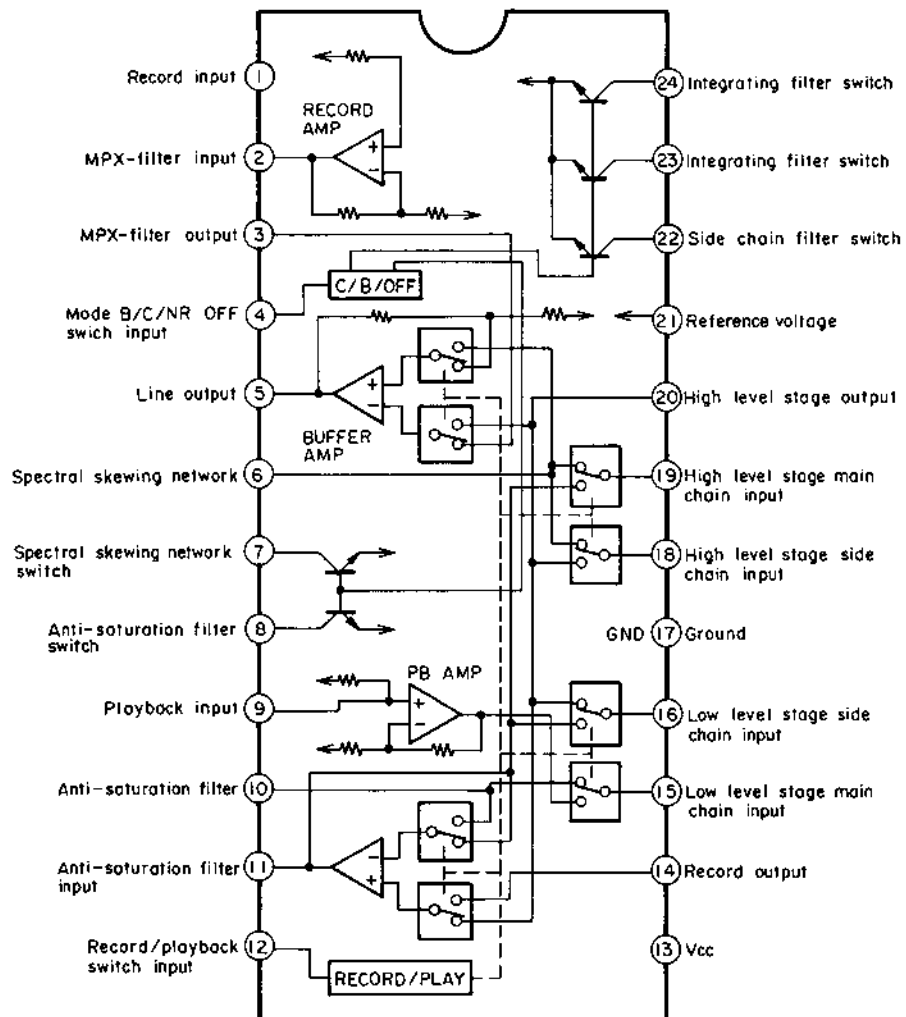 Record input
1
RECORD
AMP
+
−
MPX-filter input
2
MPX-filter output
3
C/B/OFF
Mode B/C/NR OFF
swich input
4
Line output
5
+
−
BUFFER
AMP
Spectral skewing network
6
Spectral skewing network
switch
7
Anti-saturation filter
switch
8
PB AMP
Playback input
9
+
−
Anti-saturation filter
10
Anti-saturation filter
input
11
−
+
Record/playback
switch input
12
RECORD/PLAY
24
Integrating filter switch
23
Integrating filter switch
22
Side chain filter switch
21
Reference voltage
20
High level stage output
19
High level stage main
chain input
18
High level stage side
chain input
GND
17
Ground
16
Low level stage side
chain input
15
Low level stage main
chain input
14
Record output
13
Vcc